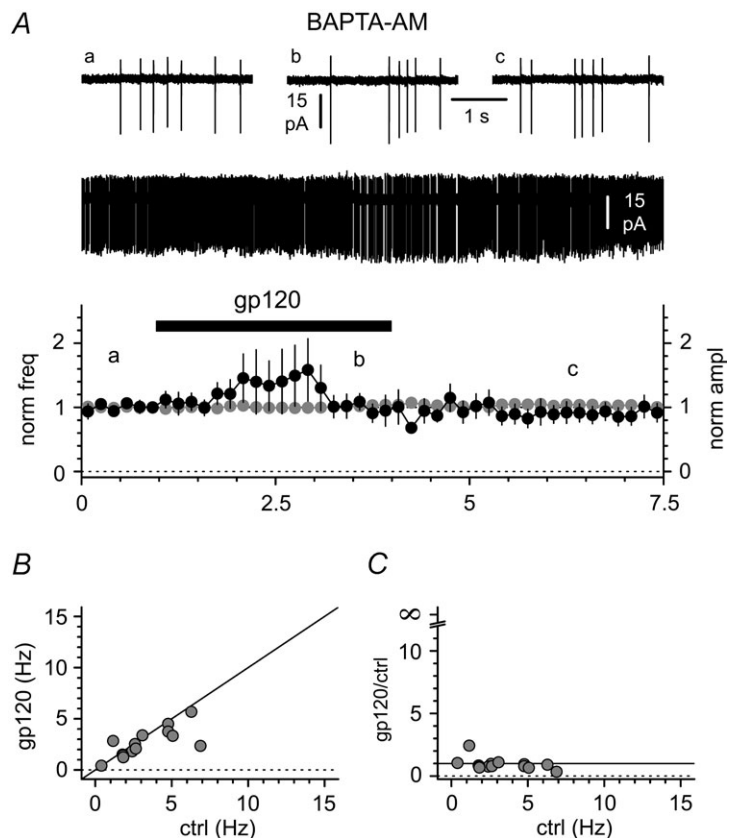 A
BAPTA-AM
a
b
c
15
pA
1 s
15
pA
gp120
a
b
c
norm freq
norm ampl
2
1
0
2
1
0
0
2.5
5
7.5
B
C
gp120 (Hz)
15
10
5
0
0
5
10
15
ctrl (Hz)
gp120/ctrl
∞
10
5
0
0
5
10
15
ctrl (Hz)